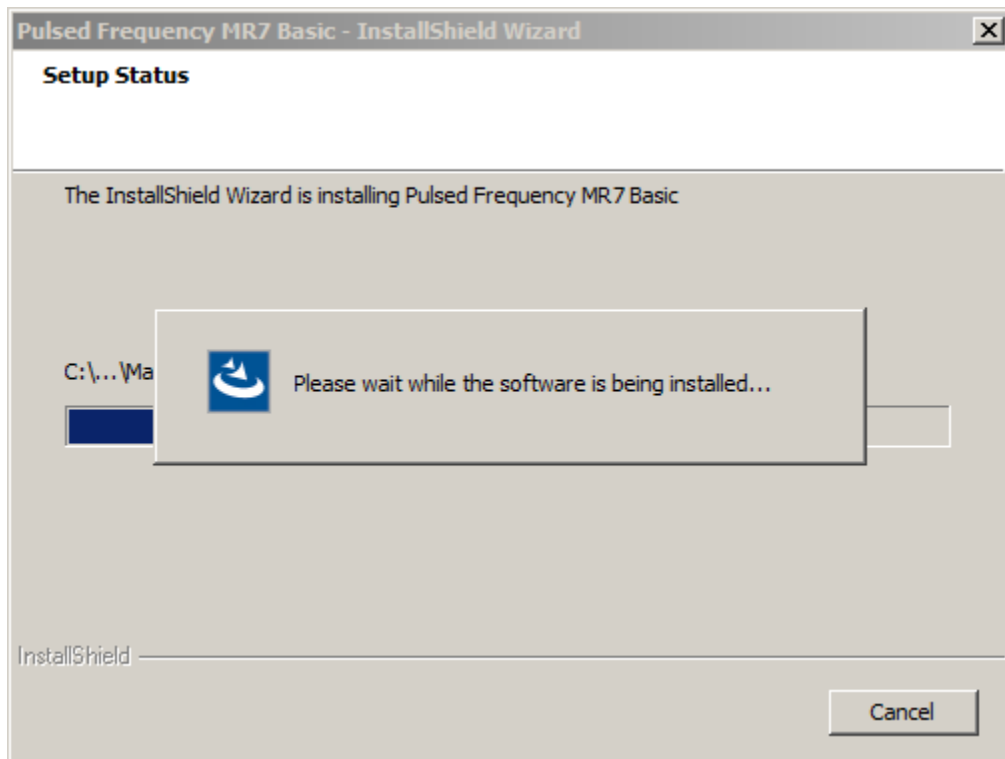 Pulsed Frequency MR7 Basic - InstallShield Wizard
Setup Status
The InstallShield Wizard is installing Pulsed Frequency MR7 Basic
C:\...\Ma
Please wait while the software is being installed...
InstallShield
Cancel